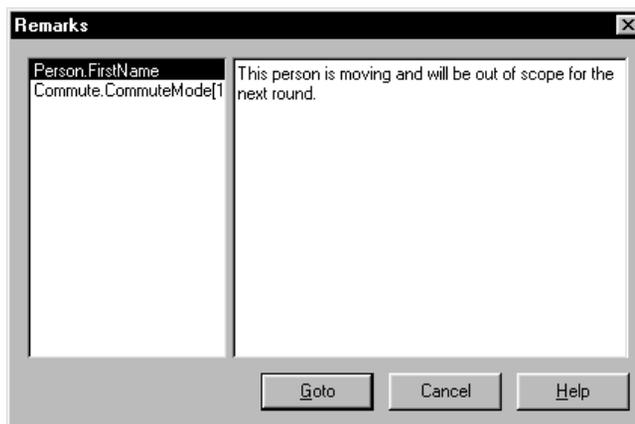 Remarks
Person.FirstName
Commute.CommuteMode[1
This person is moving and will be out of scope for the
next round.
Goto
Cancel
Help